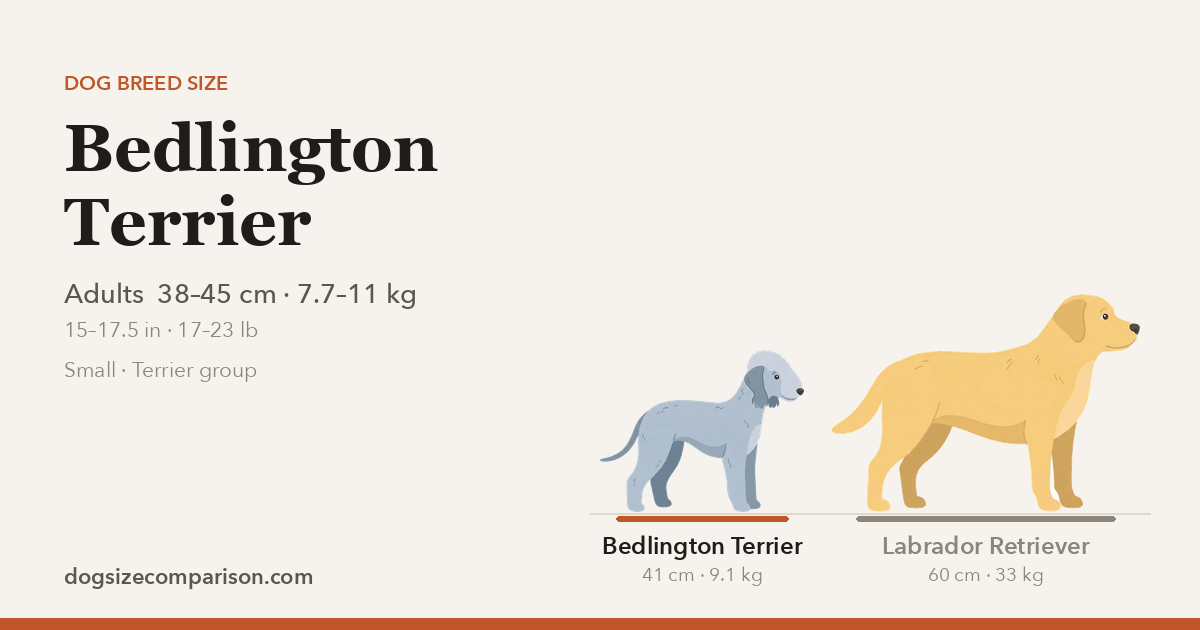 DOG BREED SIZE
Bedlington
Terrier
Adults 38–45 cm · 7.7–11 kg
15–17.5 in · 17–23 lb
Small · Terrier group
Bedlington Terrier
41 cm · 9.1 kg
Labrador Retriever
60 cm · 33 kg
dogsizecomparison.com